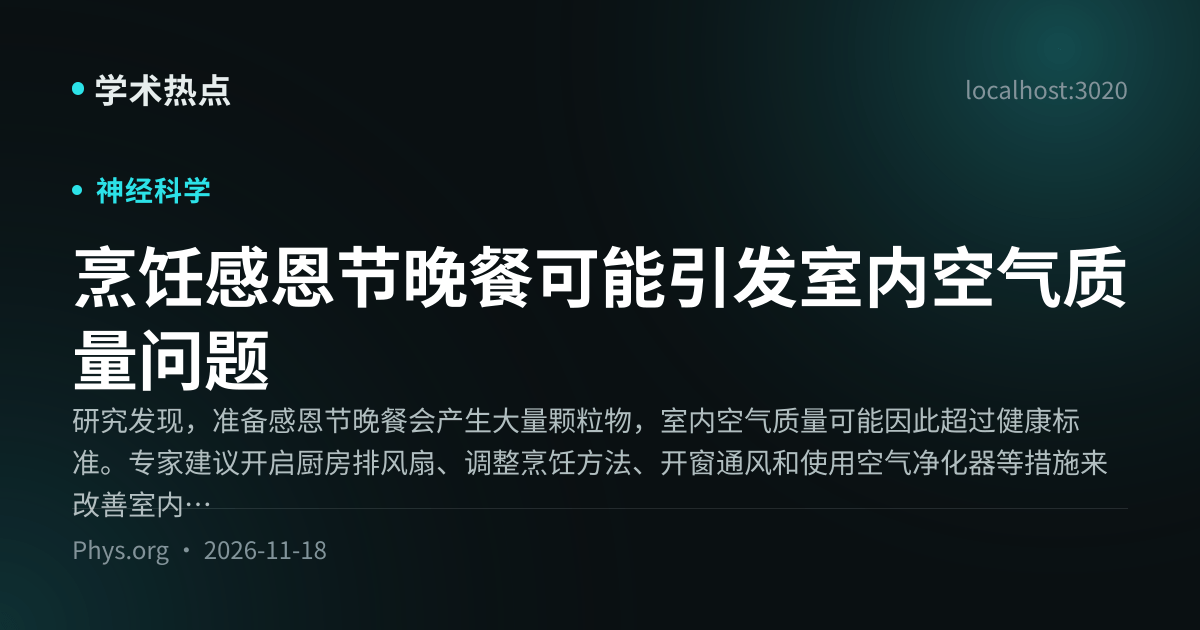 学术热点
localhost:3020
神经科学
烹饪感恩节晚餐可能引发室内空气质
量问题
研究发现，准备感恩节晚餐会产生大量颗粒物，室内空气质量可能因此超过健康标
准。专家建议开启厨房排风扇、调整烹饪方法、开窗通风和使用空气净化器等措施来
改善室内…
Phys.org • 2026-11-18